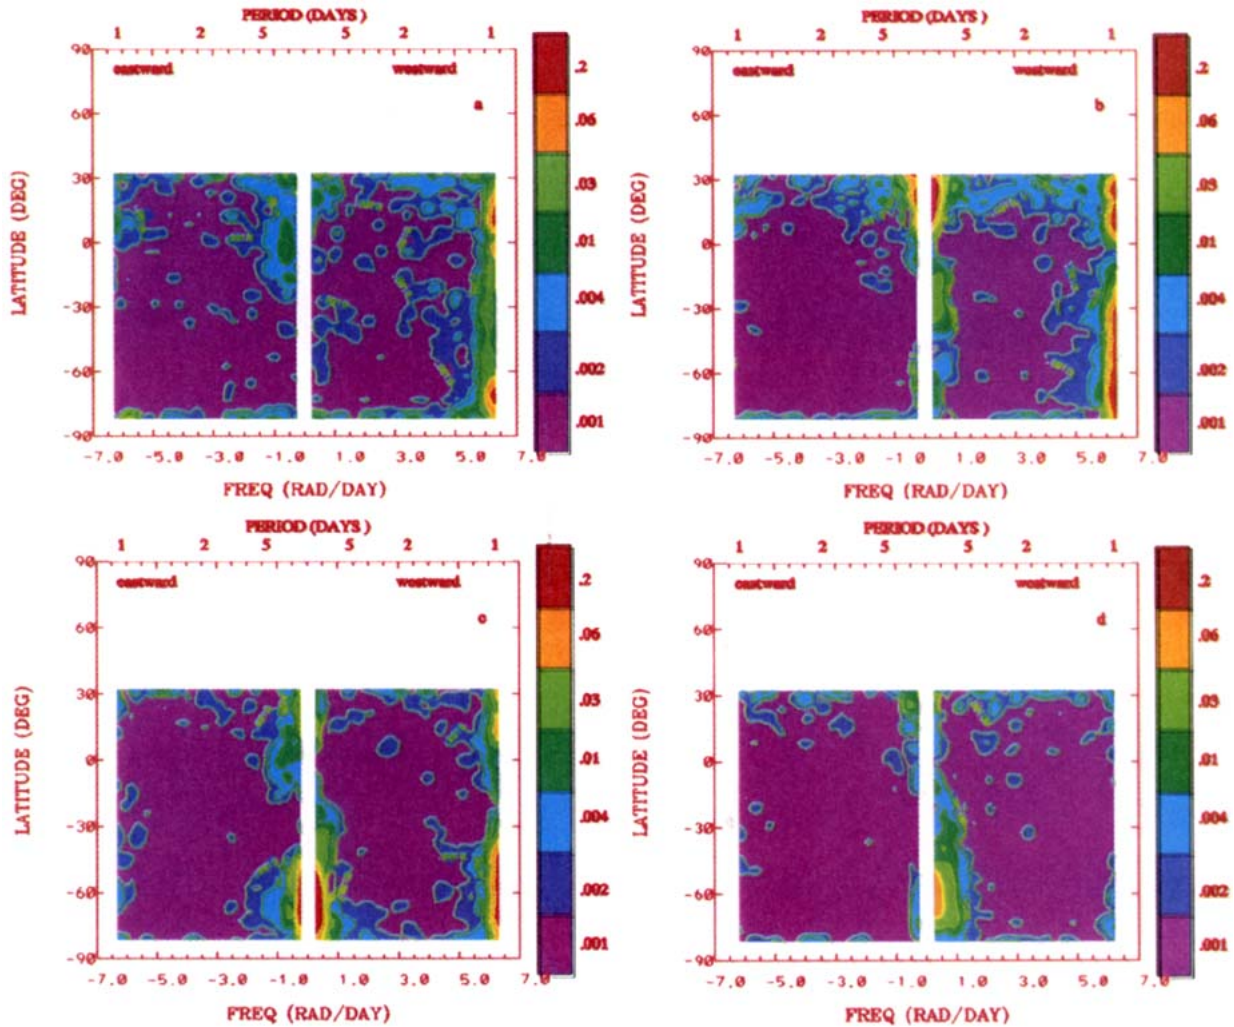 PERIOD (DAYS)
1 2 5 5 2 1
90
eastward westward
a
60
30
0
-30
-60
-90
LATITUDE (DEG)
-7.0 -5.0 -3.0 -1.0 1.0 3.0 5.0 7.0
FREQ (RAD/DAY)
.2
.06
.03
.01
.004
.002
.001
PERIOD (DAYS)
1 2 5 5 2 1
90
eastward westward
b
60
30
0
-30
-60
-90
LATITUDE (DEG)
-7.0 -5.0 -3.0 -1 0 1.0 3.0 5.0 7.0
FREQ (RAD/DAY)
.2
.06
.03
.01
.004
.002
.001
PERIOD (DAYS)
1 2 5 5 2 1
90
eastward westward
c
60
30
0
-30
-60
-90
LATITUDE (DEG)
-7.0 -5.0 -3.0 -1.0 1.0 3.0 5.0 7.0
FREQ (RAD/DAY)
.2
.06
.03
.01
.004
.002
.001
PERIOD (DAYS)
1 2 5 5 2 1
90
eastward westward
d
60
30
0
-30
-60
-90
LATITUDE (DEG)
-7.0 -5.0 -3.0 -1.0 1.0 3.0 5.0 7.0
FREQ (RAD/DAY)
.2
.06
.03
.01
.004
.002
.001